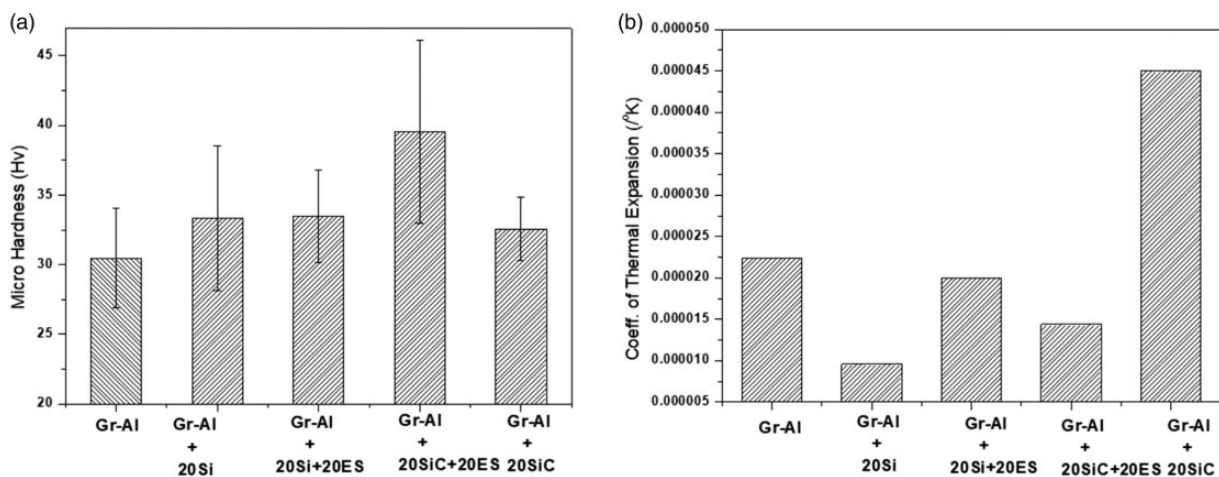 (a)
Micro Hardness (Hv)
45
40
35
30
25
20
Gr-Al
Gr-Al
+
20Si
Gr-Al
+
20Si+20ES
Gr-Al
+
20SiC+20ES
Gr-Al
+
20SiC
(b)
Coeff. of Thermal Expansion (/°K)
0.000050
0.000045
0.000040
0.000035
0.000030
0.000025
0.000020
0.000015
0.000010
0.000005
Gr-Al
Gr-Al
+
20Si
Gr-Al
+
20Si+20ES
Gr-Al
+
20SiC+20ES
Gr-Al
+
20SiC